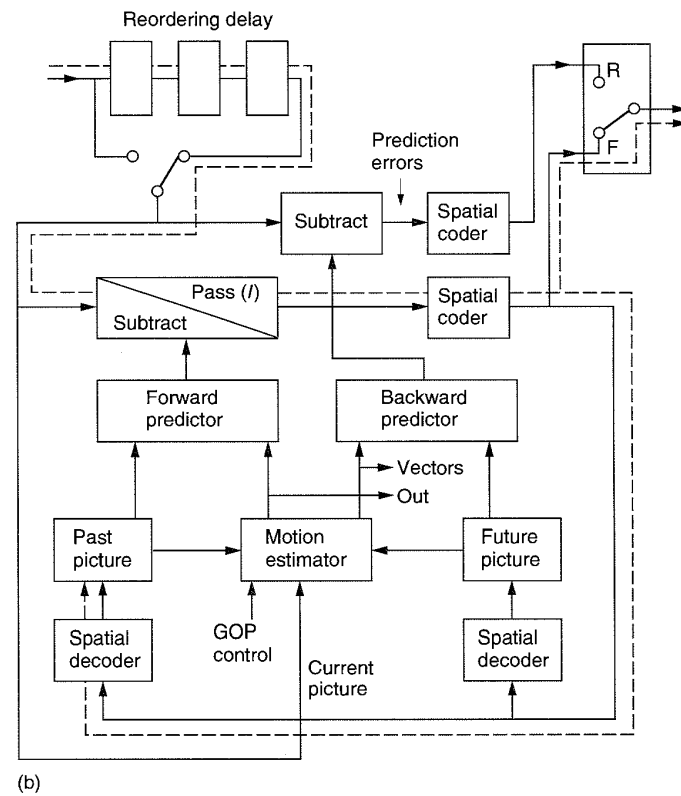 Reordering delay
R
F
Prediction
errors
Subtract
Spatial
coder
Pass (I)
Subtract
Spatial
coder
Forward
predictor
Backward
predictor
Vectors
Out
Past
picture
Motion
estimator
Future
picture
GOP
control
Spatial
decoder
Spatial
decoder
Current
picture
(b)